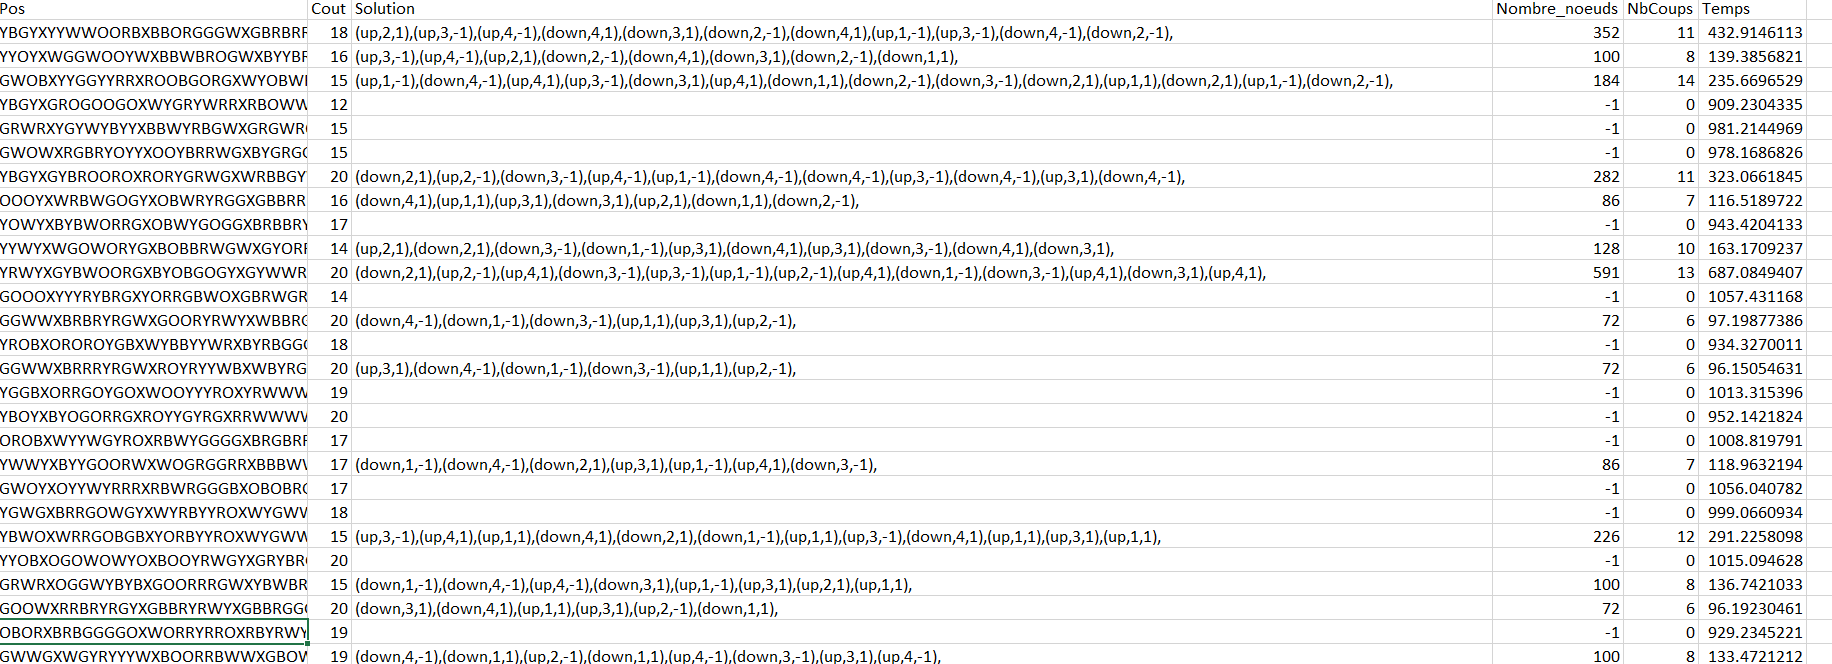 Pos Cout Solution Nombre_noeuds NbCoups Temps
YBGYXYYWWOORBXBBORGGGWXGBRBRF 18 (up,2,1),(up,3,-1),(up,4,-1),(down,4,1),(down,3,1),(down,2,-1),(down,4,1),(up,1,-1),(up,3,-1),(down,4,-1),(down,2,-1), 352 11 432.9146113
YYOYXWGGWOOYWXBBWBROGWXBYYBF 16 (up,3,-1),(up,4,-1),(up,2,1),(down,2,-1),(down,4,1),(down,3,1),(down,2,-1),(down,1,1), 100 8 139.3856821
GWOBXYYGGYYRRXROOBGORGXWYOBWI 15 (up,1,-1),(down,4,-1),(up,4,1),(up,3,-1),(down,3,1),(up,4,1),(down,1,1),(down,2,-1),(down,3,-1),(down,2,1),(up,1,1),(down,2,1),(up,1,-1),(down,2,-1), 184 14 235.6696529
YBGYXGROGOOGOXWYGRYWRRXRBOWW 12 -1 0 909.2304335
GRWRXYGYWYBYYXBBWYRBGWXGRGWR 15 -1 0 981.2144969
GWOWXRGBRYOYYXOOYBRRWGXBYGRG 15 -1 0 978.1686826
YBGYXGYBROOROXRORYGRWGXWRBBGY 20 (down,2,1),(up,2,-1),(down,3,-1),(up,4,-1),(up,1,-1),(down,4,-1),(down,4,-1),(up,3,-1),(down,4,-1),(up,3,1),(down,4,-1), 282 11 323.0661845
OOOYXWRBWGOGYXOBWRYRGGXGBBRR 16 (down,4,1),(up,1,1),(up,3,1),(down,3,1),(up,2,1),(down,1,1),(down,2,-1), 86 7 116.5189722
YOWYXBYBWORRGXOBWYGOGGXBRBBRY 17 -1 0 943.4204133
YYWYXWGOWORYGXBOBBRWGWXGYORF 14 (up,2,1),(down,2,1),(down,3,-1),(down,1,-1),(up,3,1),(down,4,1),(up,3,1),(down,3,-1),(down,4,1),(down,3,1), 128 10 163.1709237
YRWYXGYBWOORGXBYOBGOGYXGYWWR 20 (down,2,1),(up,2,-1),(up,4,1),(down,3,-1),(up,3,-1),(up,1,-1),(up,2,-1),(up,4,1),(down,1,-1),(down,3,-1),(up,4,1),(down,3,1),(up,4,1), 591 13 687.0849407
GOOOXYYYRYBRGXYORRGBWOXGBRWGR 14 -1 0 1057.431168
GGWWXBRBRYRGWXGOORYRWYXWBBRG 20 (down,4,-1),(down,1,-1),(down,3,-1),(up,1,1),(up,3,1),(up,2,-1), 72 6 97.19877386
YROBXOROROYGBXWYBBYYWRXBYRBGG 18 -1 0 934.3270011
GGWWXBRRRYRGWXROYRYYWBXWBYRG 20 (up,3,1),(down,4,-1),(down,1,-1),(down,3,-1),(up,1,1),(up,2,-1), 72 6 96.15054631
YGGBXORRGOYGOXWOOYYYROXYRWWW 19 -1 0 1013.315396
YBOYXBYOGORRGXROYYGYRGXRRWWW 20 -1 0 952.1421824
OROBXWYYWGYROXRBWYGGGGXBRGBRF 17 -1 0 1008.819791
YWWYXBYYGOORWXWOGRGGRRXBBBW 17 (down,1,-1),(down,4,-1),(down,2,1),(up,3,1),(up,1,-1),(up,4,1),(down,3,-1), 86 7 118.9632194
GWOYXOYYWYRRRXRBWRGGGBXOBOBR 17 -1 0 1056.040782
YGWGXBRRGOWGYXWYRBYYROXWYGW 18 -1 0 999.0660934
YBWOXWRRGOBGBXYORBYYROXWYGWW 15 (up,3,-1),(up,4,1),(up,1,1),(down,4,1),(down,2,1),(down,1,-1),(up,1,1),(up,3,-1),(down,4,1),(up,1,1),(up,3,1),(up,1,1), 226 12 291.2258098
YYOBXOGOWOWYOXBOOYRWGYXGRYBR 20 -1 0 1015.094628
GRWRXOGGWYBYBXGOORRRGWXYBWBR 15 (down,1,-1),(down,4,-1),(up,4,-1),(down,3,1),(up,1,-1),(up,3,1),(up,2,1),(up,1,1), 100 8 136.7421033
GOOWXRRBRYRGYXGBBRYRWYXGBBRGG 20 (down,3,1),(down,4,1),(up,1,1),(up,3,1),(up,2,-1),(down,1,1), 72 6 96.19230461
OBORXBRBGGGGOXWORRYRROXRBYRWY 19 -1 0 929.2345221
GWWGXWGYRYYYWXBOORRBWWXGBOW 19 (down,4,-1),(down,1,1),(up,2,-1),(down,1,1),(up,4,-1),(down,3,-1),(up,3,1),(up,4,-1), 100 8 133.4721212